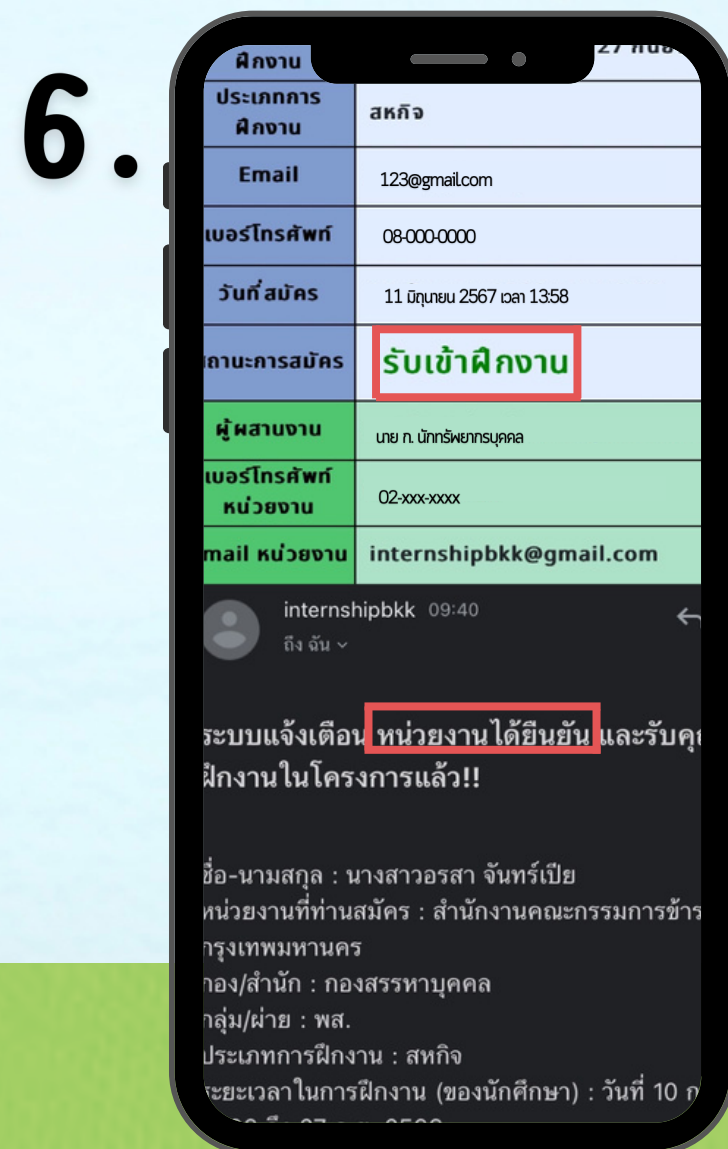 6.
ฝึกงาน
ประเภทการ
ฝึกงาน
สหกิจ
Email
123@gmail.com
เบอร์โทรศัพท์
08-000-0000
วันที่สมัคร
11 มิถุนายน 2567 เวลา 13:58
สถานะการสมัคร
รับเข้าฝึกงาน
ผู้ผสานงาน
นาย ก. นักทรัพยากรบุคคล
เบอร์โทรศัพท์
หน่วยงาน
02-xxx-xxxx
mail หน่วยงาน
internshipbkk@gmail.com
internshipbkk 09:40
ถึง ฉัน
ระบบแจ้งเตือน หน่วยงานได้ยืนยัน และรับคุ
ฝึกงานในโครงการแล้ว!!
ชื่อ-นามสกุล : นางสาวอรสา จันทร์เปีย
หน่วยงานที่ท่านสมัคร : สำนักงานคณะกรรมการข้าร
กรุงเทพมหานคร
กอง/สำนัก : กองสรรหาบุคคล
กลุ่ม/ฝ่าย : พส.
ประเภทการฝึกงาน : สหกิจ
ระยะเวลาในการฝึกงาน (ของนักศึกษา) : วันที่ 10 ก